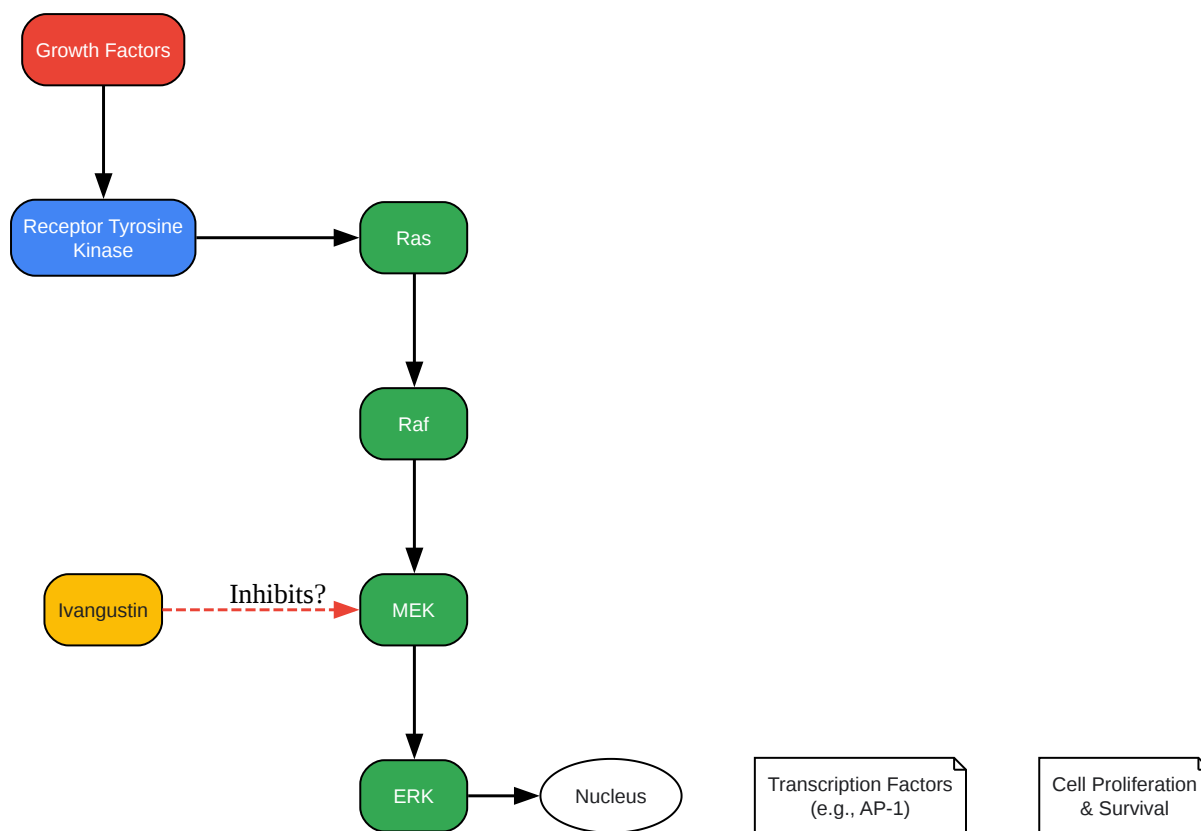 Growth Factors
Receptor Tyrosine
Kinase
Ras
Raf
Ivangustin
Inhibits?
MEK
ERK
Nucleus
Transcription Factors
(e.g., AP-1)
Cell Proliferation
& Survival